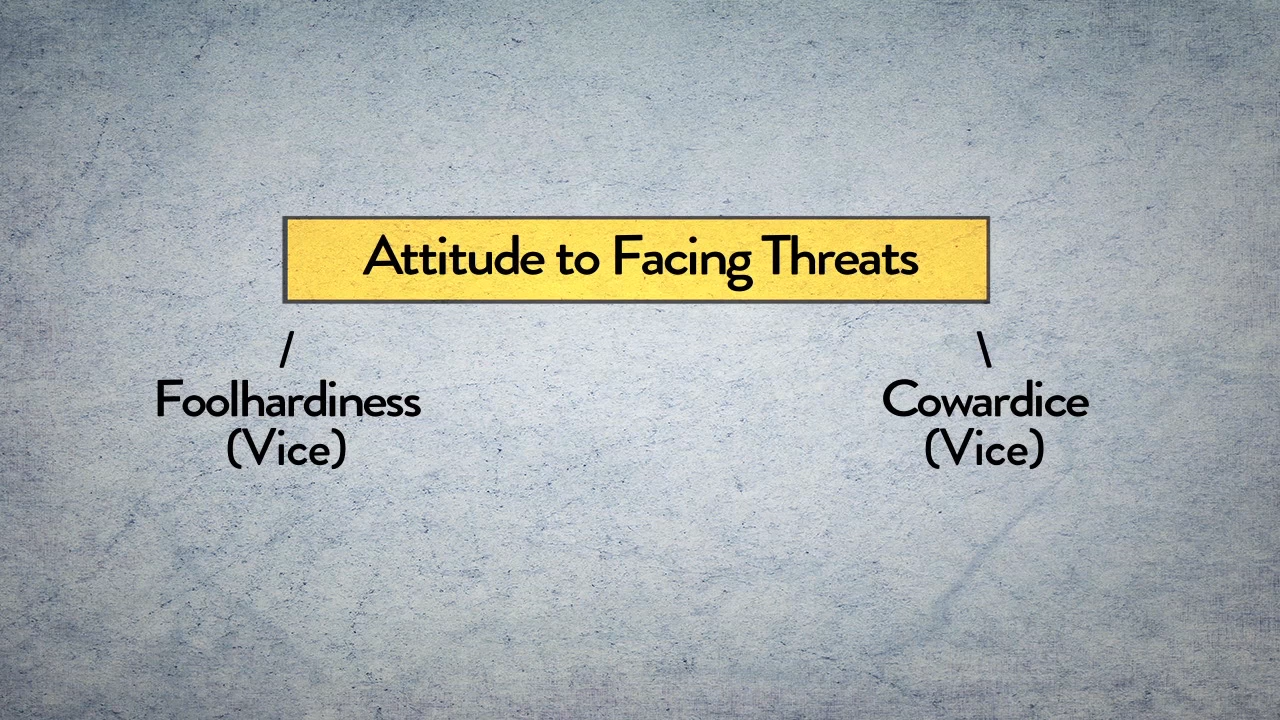 Attitude to Facing Threats
/
\
Foolhardiness
(Vice)
Cowardice
(Vice)